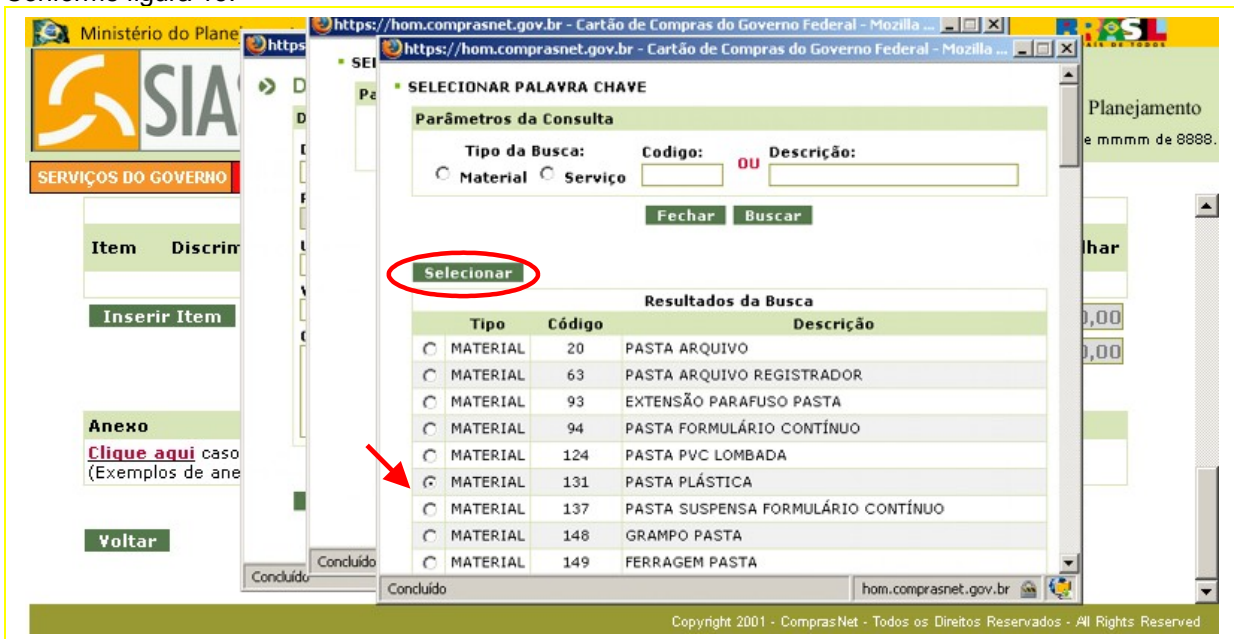 Conforme figura 10.
Ministério do Plane
https
https://hom.comprasnet.gov.br - Cartão de Compras do Governo Federal - Mozilla ...
https://hom.comprasnet.gov.br - Cartão de Compras do Governo Federal - Mozilla ...
BRASIL
SIAS
SEL
SELECIONAR PALAVRA CHAVE
Planejamento
e mmmm de 8888.
Parâmetros da Consulta
Tipo da Busca:
Codigo:
ou
Descrição:
Material
Serviço
SERVIÇOS DO GOVERNO
Fechar
Buscar
Item
Discrim
lhar
Selecionar
Inserir Item
0,00
0,00
Resultados da Busca
Tipo Código Descrição
MATERIAL 20 PASTA ARQUIVO
MATERIAL 63 PASTA ARQUIVO REGISTRADOR
MATERIAL 93 EXTENSÃO PARAFUSO PASTA
MATERIAL 94 PASTA FORMULÁRIO CONTÍNUO
MATERIAL 124 PASTA PVC LOMBADA
MATERIAL 131 PASTA PLÁSTICA
MATERIAL 137 PASTA SUSPENSA FORMULÁRIO CONTÍNUO
MATERIAL 148 GRAMPO PASTA
MATERIAL 149 FERRAGEM PASTA
Anexo
Clique aqui caso
(Exemplos de ane
Voltar
Concluído
Concluído
Concluído
hom.comprasnet.gov.br
Copyright 2001 - ComprasNet - Todos os Direitos Reservados - All Rights Reserved